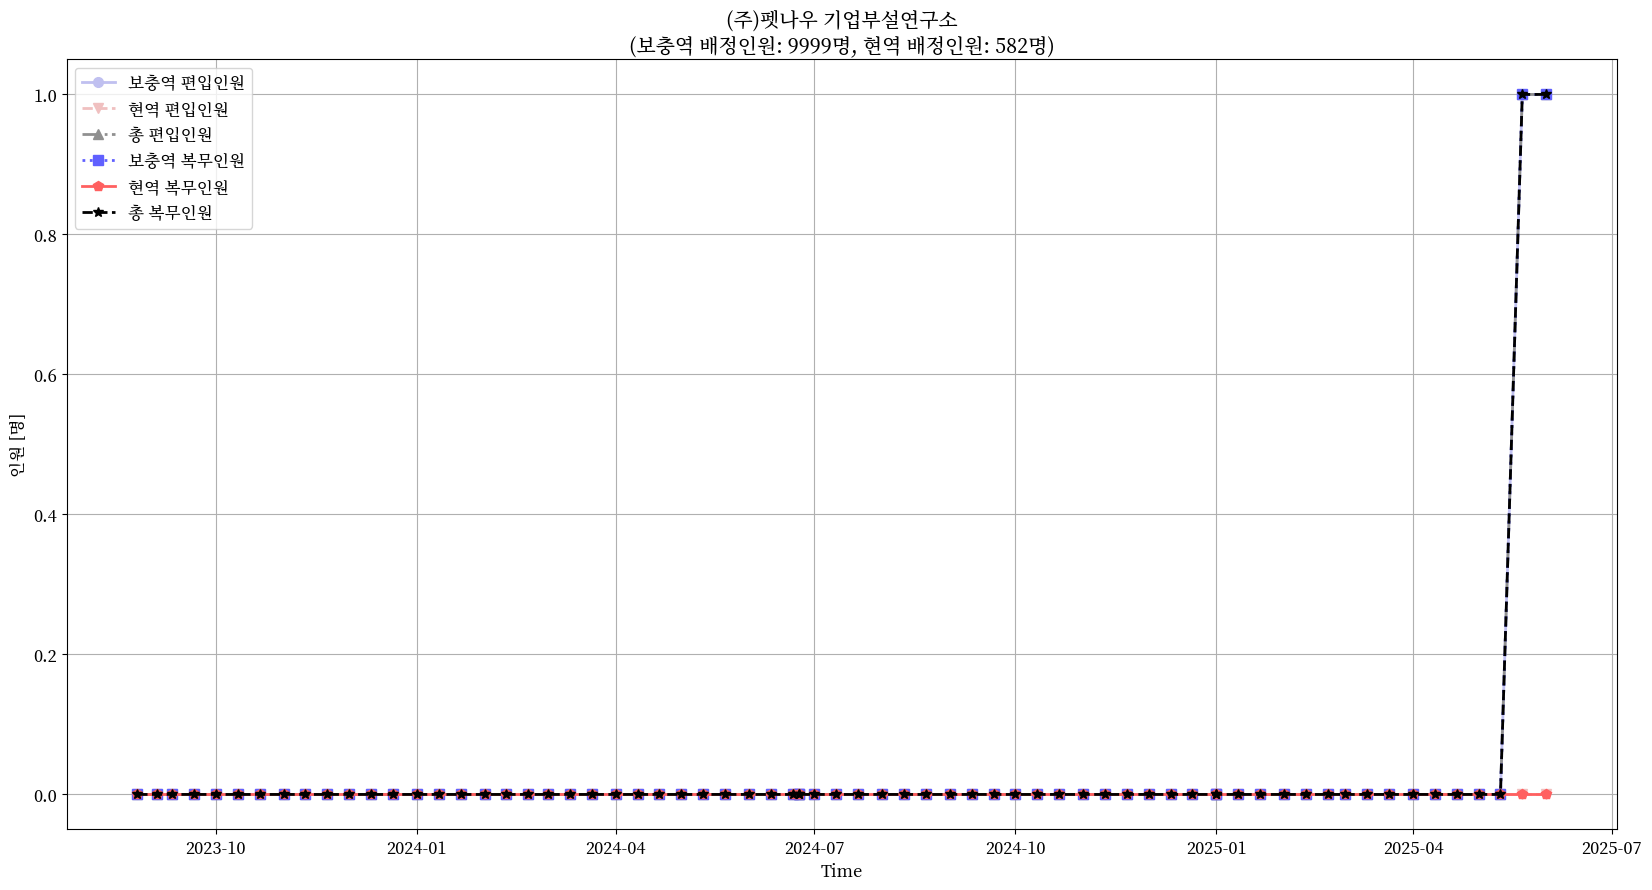 (주)펫나우 기업부설연구소
(보충역 배정인원: 9999명, 현역 배정인원: 582명)
보충역 편입인원
현역 편입인원
총 편입인원
보충역 복무인원
현역 복무인원
총 복무인원
1.0
0.8
0.6
0.4
0.2
0.0
인원 [명]
2023-10
2024-01
2024-04
2024-07
2024-10
2025-01
2025-04
2025-07
Time